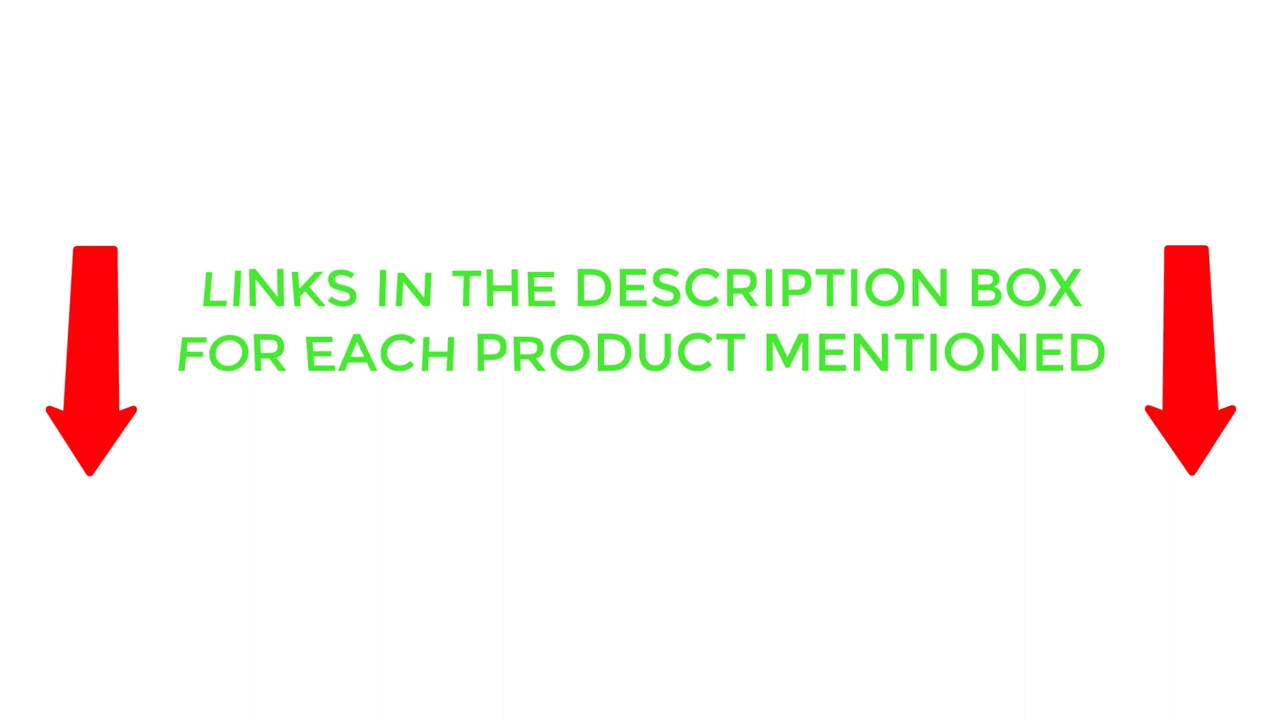 LINKS IN THE DESCRIPTION BOX
FOR EACH PRODUCT MENTIONED